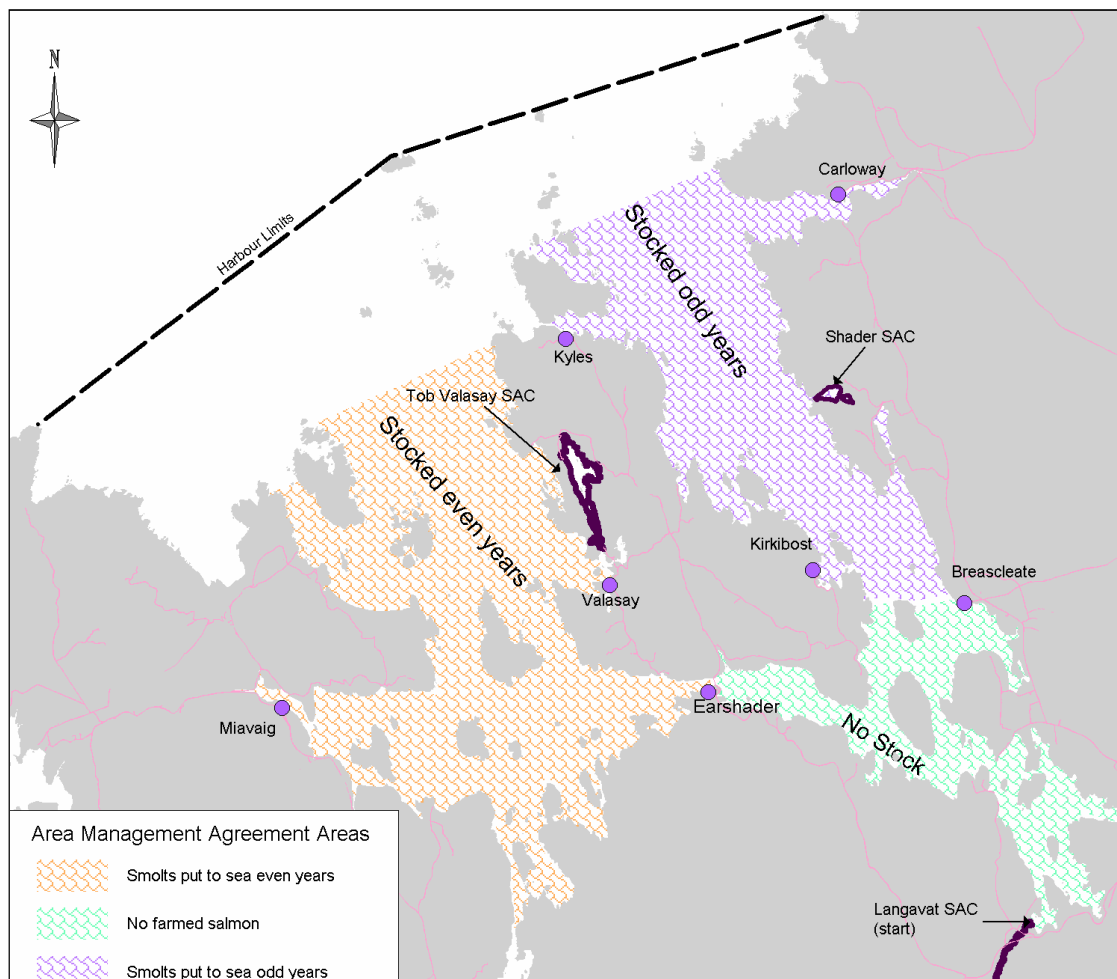 N
Harbour Limits
Carloway
Stocked odd years
Kyles
Shader SAC
Tob Valasay SAC
Stocked even years
Kirkibost
Breascleate
Valasay
Earshader
Miavaig
No Stock
Area Management Agreement Areas
Smolts put to sea even years
No farmed salmon
Smolts put to sea odd years
Langavat SAC
(start)